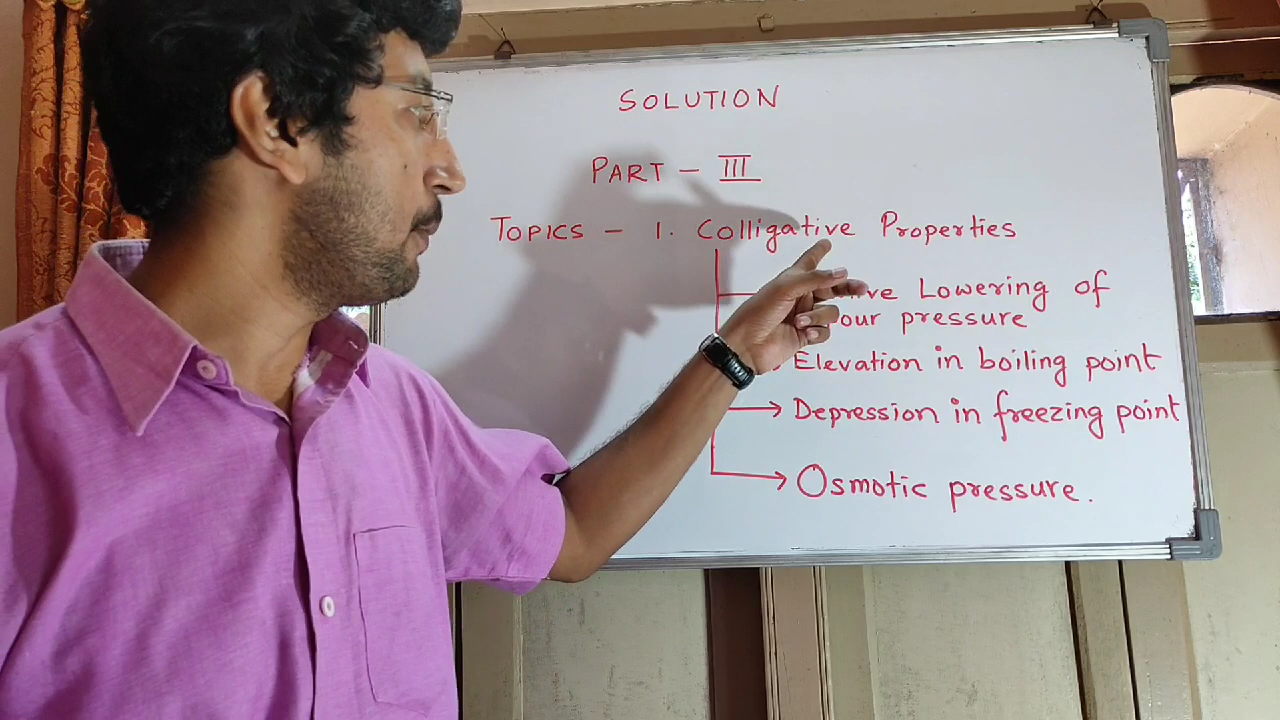 SOLUTION
PART - III
TOPICS - 1. Colligative Properties
Lowering of
pressure
Elevation in boiling point
Depression in freezing point
Osmotic pressure.